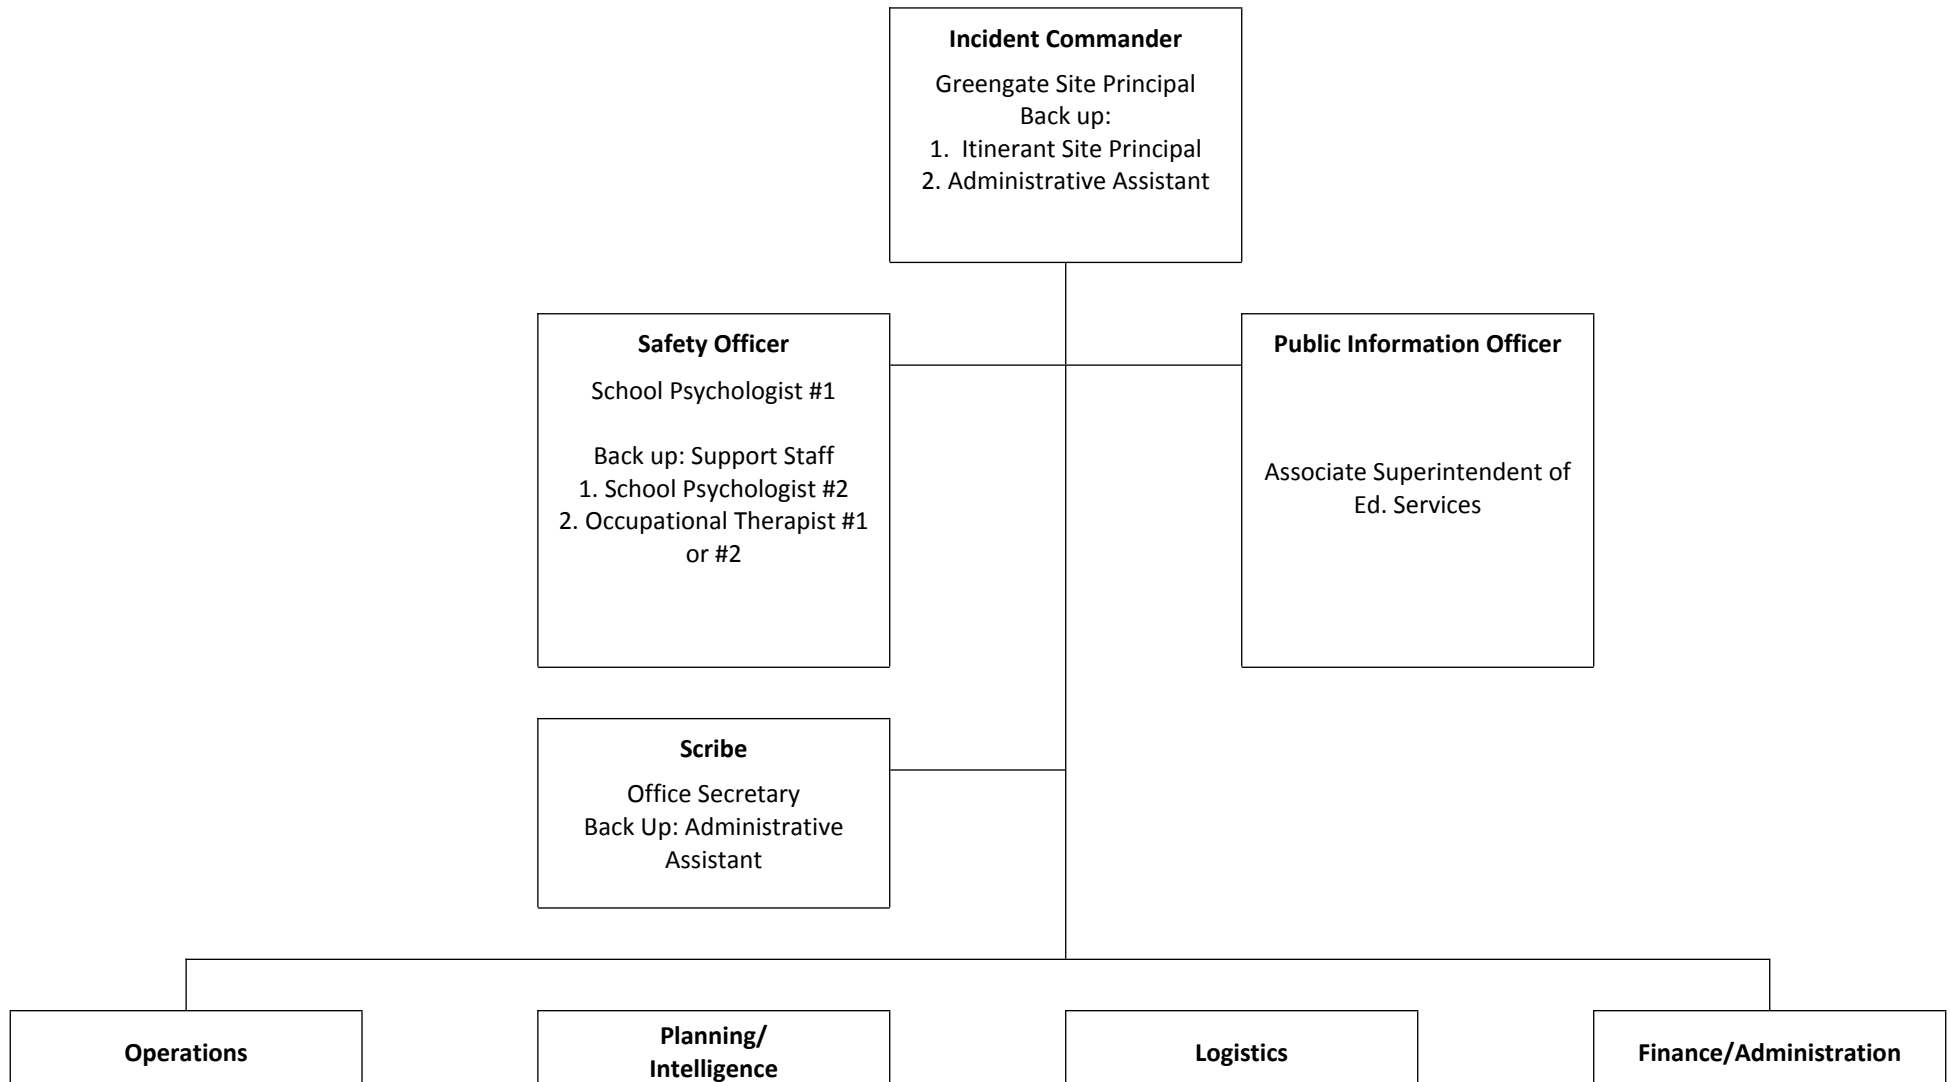 Incident Commander
Greengate Site Principal
Back up:
1. Itinerant Site Principal
2. Administrative Assistant
Safety Officer
School Psychologist #1
Back up: Support Staff
1. School Psychologist #2
2. Occupational Therapist #1
or #2
Public Information Officer
Associate Superintendent of
Ed. Services
Scribe
Office Secretary
Back Up: Administrative
Assistant
Operations
Planning/
Intelligence
Logistics
Finance/Administration